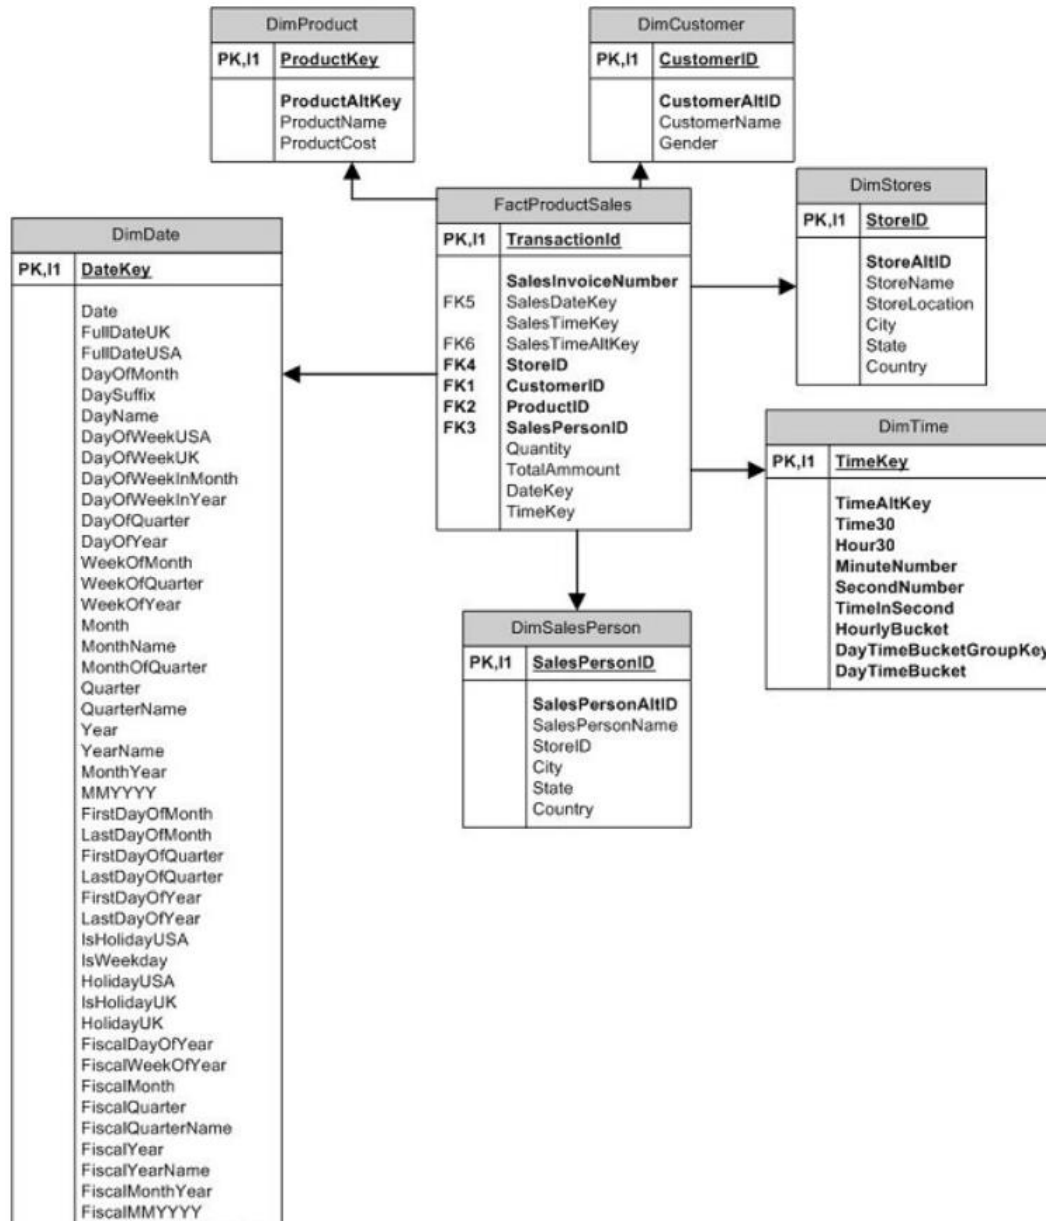 DimProduct
PK,I1 ProductKey
ProductAltKey
ProductName
ProductCost
DimCustomer
PK,I1 CustomerID
CustomerAltID
CustomerName
Gender
DimStores
PK,I1 StoreID
StoreAltID
StoreName
StoreLocation
City
State
Country
FactProductSales
PK,I1 TransactionId
SalesInvoiceNumber
FK5 SalesDateKey
SalesTimeKey
FK6 SalesTimeAltKey
FK4 StoreID
FK1 CustomerID
FK2 ProductID
FK3 SalesPersonID
Quantity
TotalAmmount
DateKey
TimeKey
DimDate
PK,I1 DateKey
Date
FullDateUK
FullDateUSA
DayOfMonth
DaySuffix
DayName
DayOfWeekUSA
DayOfWeekUK
DayOfWeekInMonth
DayOfWeekInYear
DayOfQuarter
DayOfYear
WeekOfMonth
WeekOfQuarter
WeekOfYear
Month
MonthName
MonthOfQuarter
Quarter
QuarterName
Year
YearName
MonthYear
MMYYYY
FirstDayOfMonth
LastDayOfMonth
FirstDayOfQuarter
LastDayOfQuarter
FirstDayOfYear
LastDayOfYear
IsHolidayUSA
IsWeekday
HolidayUSA
IsHolidayUK
HolidayUK
FiscalDayOfYear
FiscalWeekOfYear
FiscalMonth
FiscalQuarter
FiscalQuarterName
FiscalYear
FiscalYearName
FiscalMonthYear
FiscalMMYYYY
DimTime
PK,I1 TimeKey
TimeAltKey
Time30
Hour30
MinuteNumber
SecondNumber
TimeInSecond
HourlyBucket
DayTimeBucketGroupKey
DayTimeBucket
DimSalesPerson
PK,I1 SalesPersonID
SalesPersonAltID
SalesPersonName
StoreID
City
State
Country